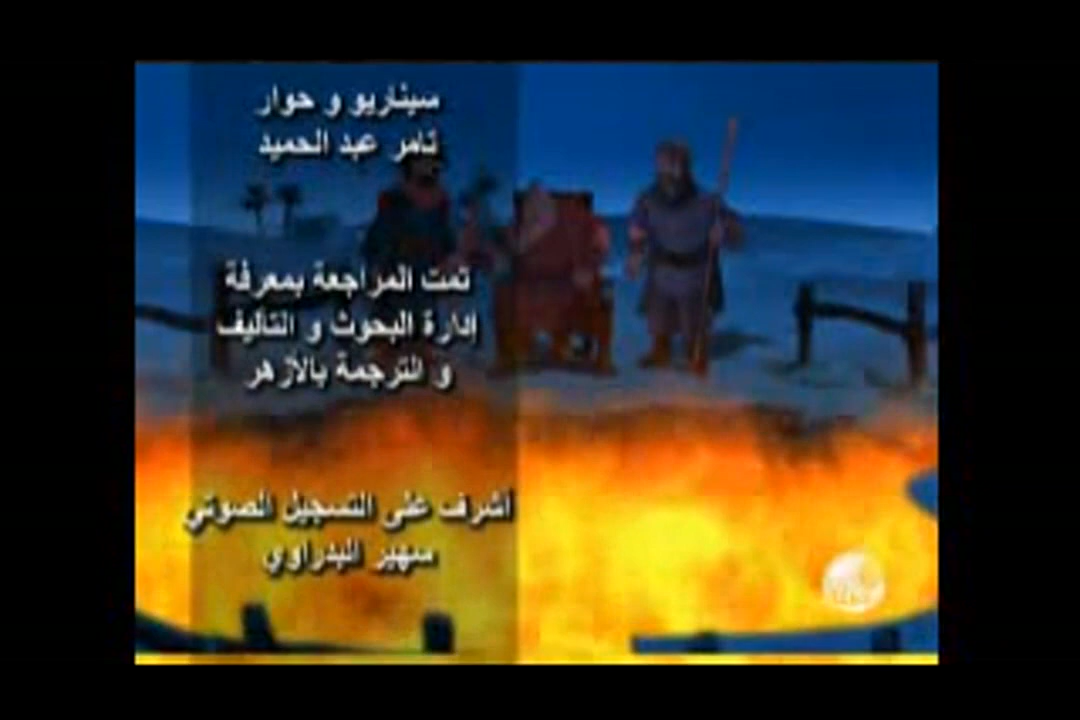 سيناريو و حوار
تامر عبد الحميد
تمت المراجعة بمعرفة
إدارة البحوث و التأليف
و الترجمة بالأزهر
أشرف على التسجيل الصوتي
سهير البدراوي